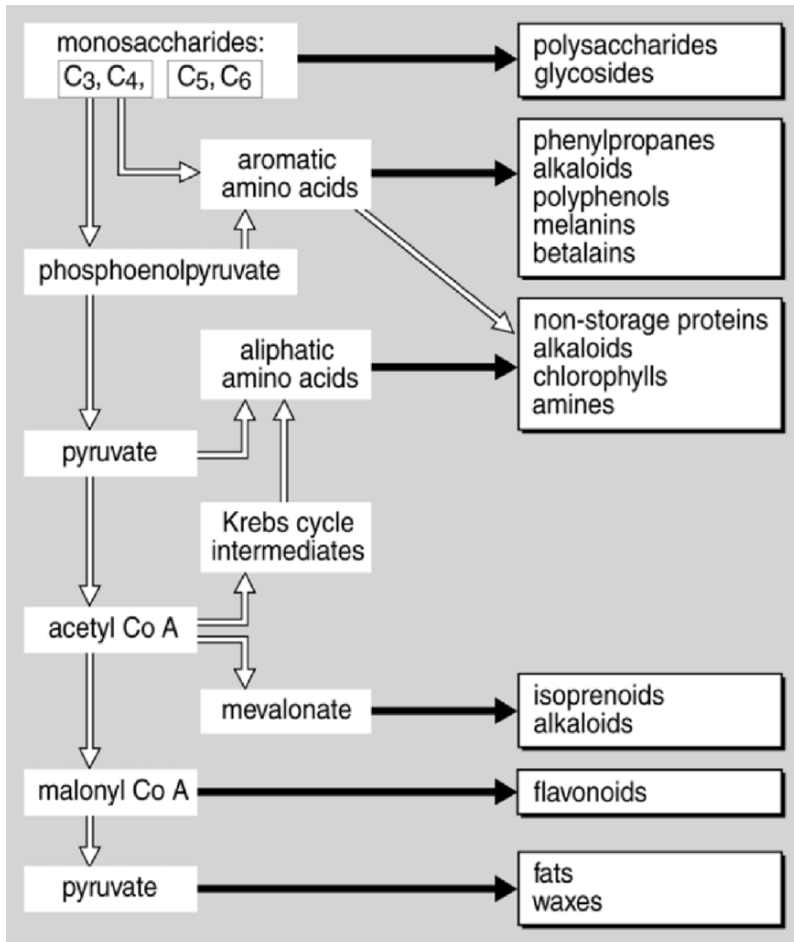 monosaccharides:
C3, C4, C5, C6
polysaccharides
glycosides
aromatic
amino acids
phenylpropanes
alkaloids
polyphenols
melanins
betalains
phosphoenolpyruvate
non-storage proteins
alkaloids
chlorophylls
amines
aliphatic
amino acids
pyruvate
Krebs cycle
intermediates
acetyl Co A
mevalonate
isoprenoids
alkaloids
malonyl Co A
flavonoids
pyruvate
fats
waxes